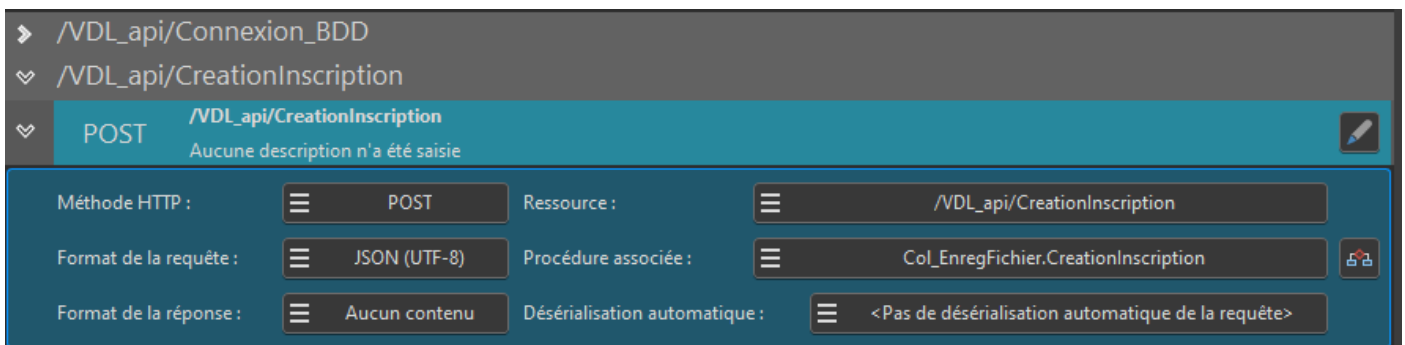 /VDL_api/Connexion_BDD
/VDL_api/CreationInscription
POST
/VDL_api/CreationInscription
Aucune description n'a été saisie
Méthode HTTP : POST Ressource : /VDL_api/CreationInscription
Format de la requête : JSON (UTF-8) Procédure associée : Col_EnregFichier.CreationInscription
Format de la réponse : Aucun contenu Désérialisation automatique : <Pas de désérialisation automatique de la requête>